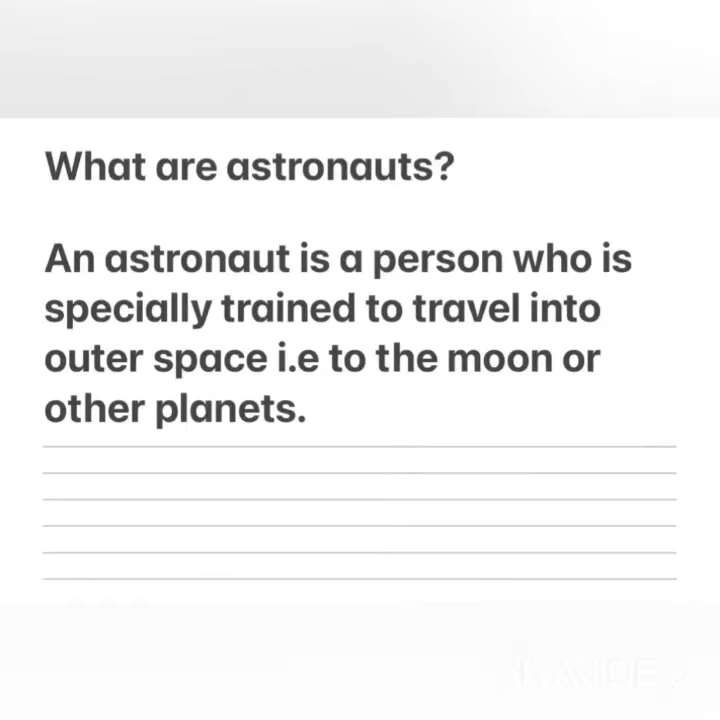 What are astronauts?
An astronaut is a person who is
specially trained to travel into
outer space i.e to the moon or
other planets.